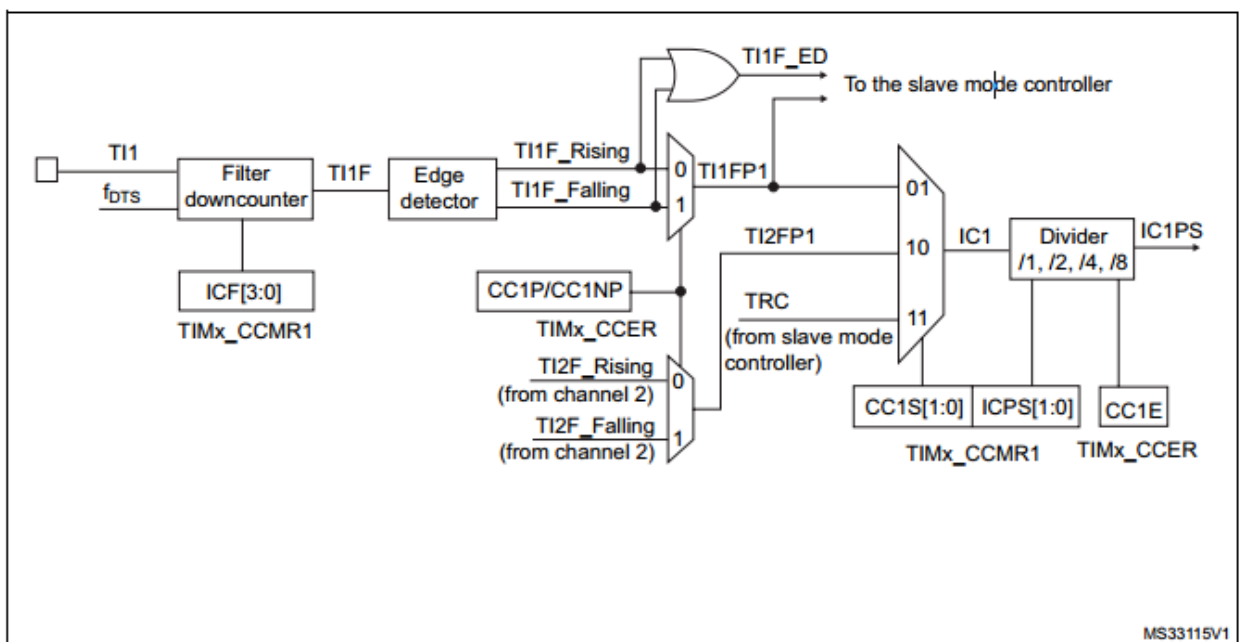 TI1F_ED
To the slave mode controller
TI1
fDTS
Filter
downcounter
TI1F
Edge
detector
TI1F_Rising
TI1F_Falling
0
1
TI1FP1
01
TI2FP1
10
IC1
Divider
/1, /2, /4, /8
IC1PS
ICF[3:0]
TIMx_CCMR1
CC1P/CC1NP
TIMx_CCER
TRC
11
(from slave mode
controller)
TI2F_Rising
(from channel 2)
0
TI2F_Falling
(from channel 2)
1
CC1S[1:0]
ICPS[1:0]
CC1E
TIMx_CCMR1
TIMx_CCER
MS33115V1